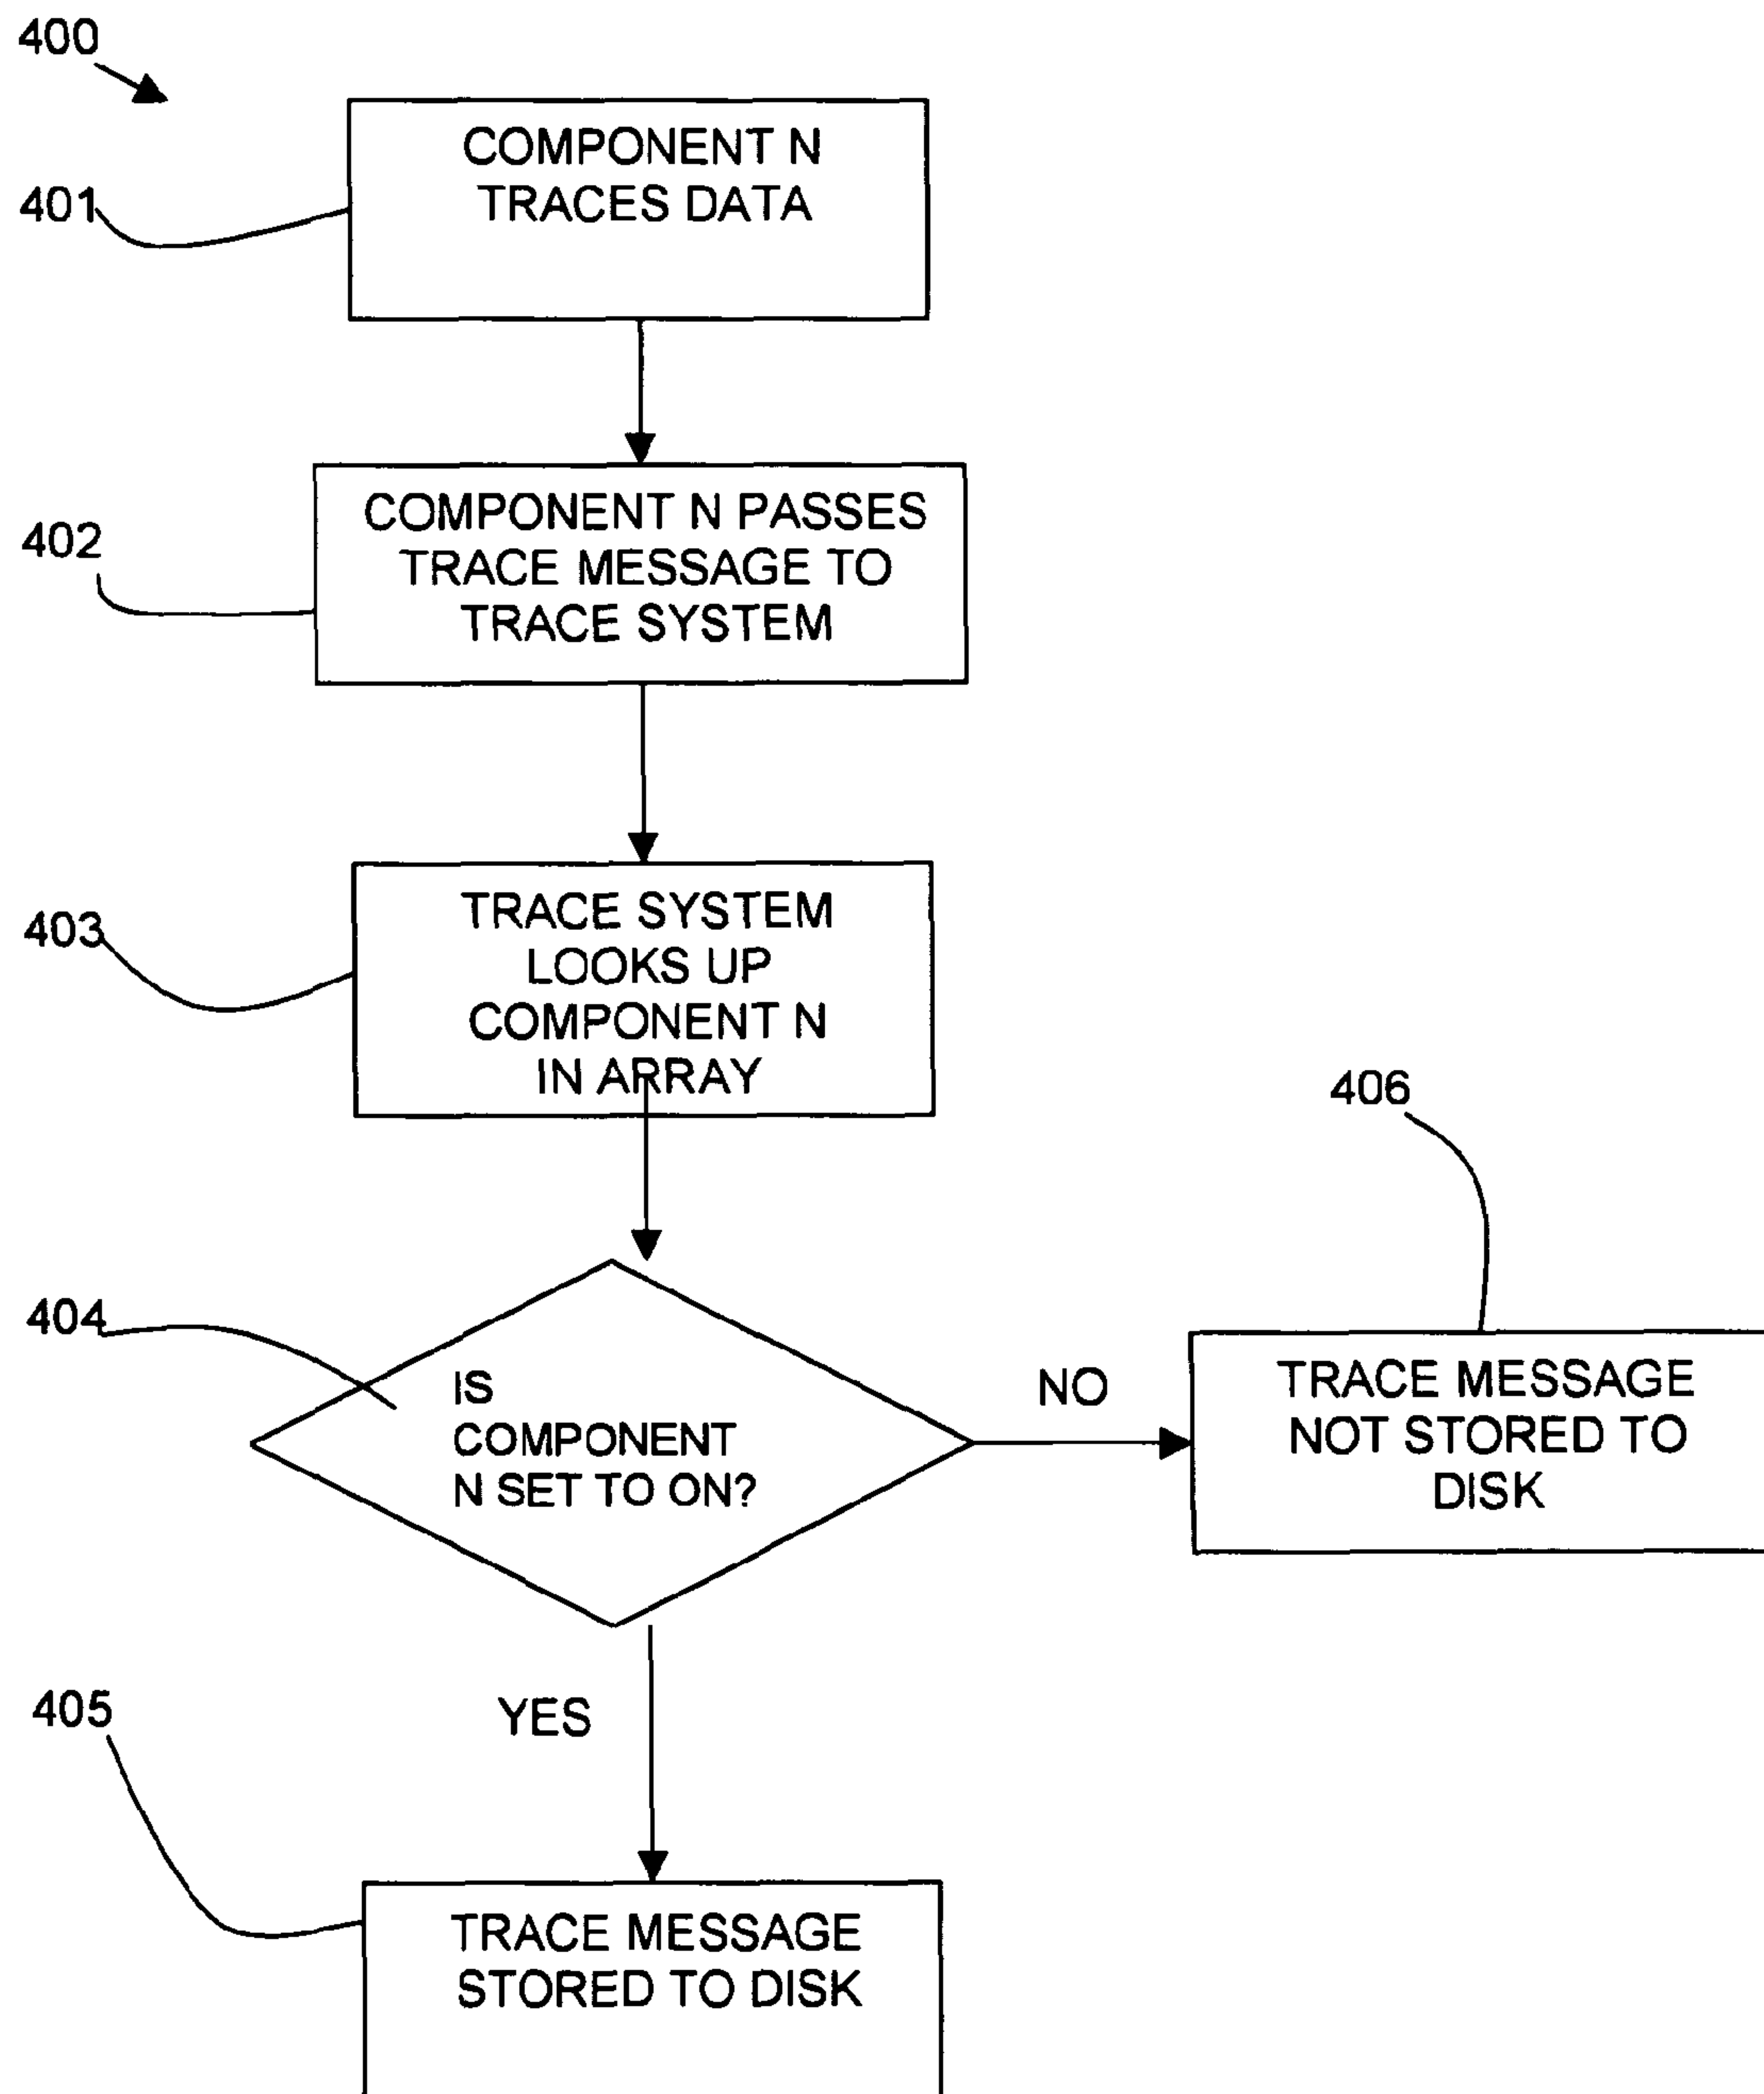 400
COMPONENT N
TRACES DATA
401
COMPONENT N PASSES
TRACE MESSAGE TO
TRACE SYSTEM
402
TRACE SYSTEM
LOOKS UP
COMPONENT N
IN ARRAY
403
406
404
IS
COMPONENT
N SET TO ON?
NO
TRACE MESSAGE
NOT STORED TO
DISK
405
YES
TRACE MESSAGE
STORED TO DISK